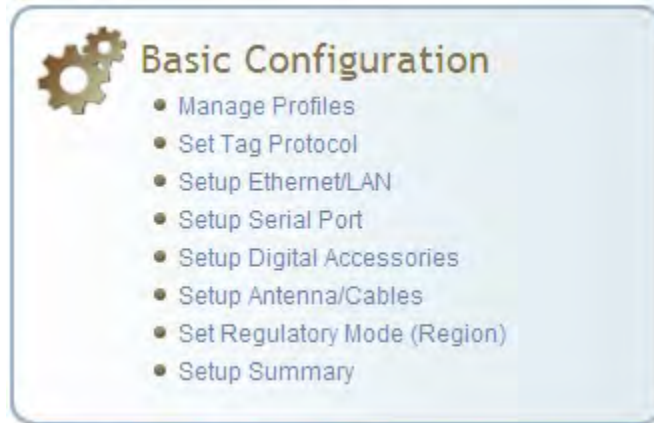 Basic Configuration
Manage Profiles
Set Tag Protocol
Setup Ethernet/LAN
Setup Serial Port
Setup Digital Accessories
Setup Antenna/Cables
Set Regulatory Mode (Region)
Setup Summary